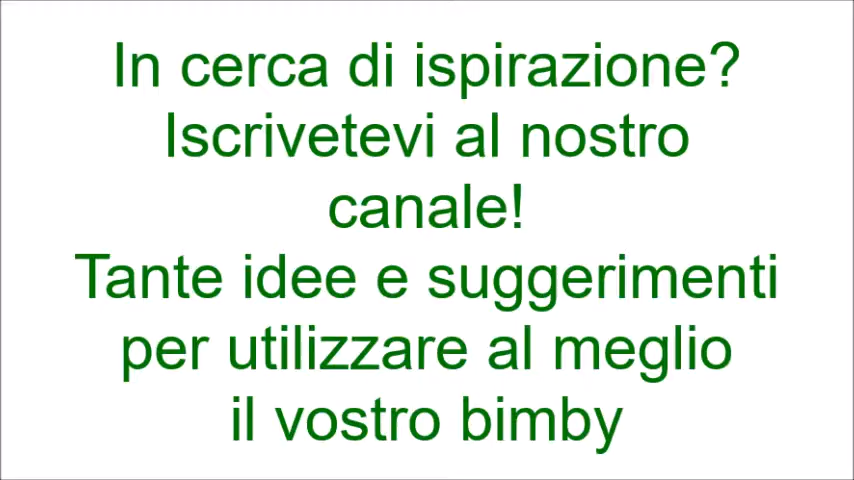 In cerca di ispirazione?
Iscrivetevi al nostro
canale!
Tante idee e suggerimenti
per utilizzare al meglio
il vostro bimby